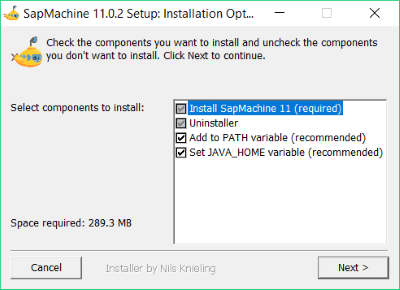 SapMachine 11.0.2 Setup: Installation Opt...
Check the components you want to install and uncheck the components
you don't want to install. Click Next to continue.
Select components to install:
Install SapMachine 11 (required)
Uninstaller
Add to PATH variable (recommended)
Set JAVA_HOME variable (recommended)
Space required: 289.3 MB
Cancel
Installer by Nils Knieling
Next >